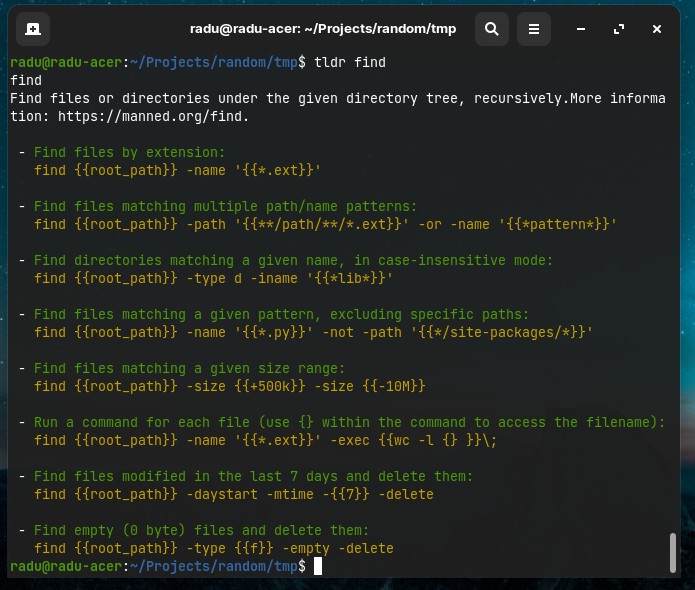 radu@radu-acer: ~/Projects/random/tmp
radu@radu-acer:~/Projects/random/tmp$ tldr find
find
Find files or directories under the given directory tree, recursively.More informa
tion: https://manned.org/find.
- Find files by extension:
find {{root_path}} -name '{{*.ext}}'
- Find files matching multiple path/name patterns:
find {{root_path}} -path '{{**/path/**/*.ext}}' -or -name '{{*pattern*}}'
- Find directories matching a given name, in case-insensitive mode:
find {{root_path}} -type d -iname '{{*lib*}}'
- Find files matching a given pattern, excluding specific paths:
find {{root_path}} -name '{{*.py}}' -not -path '{{*/site-packages/*}}'
- Find files matching a given size range:
find {{root_path}} -size {{+500k}} -size {{-10M}}
- Run a command for each file (use {} within the command to access the filename):
find {{root_path}} -name '{{*.ext}}' -exec {{wc -l {} }}\;
- Find files modified in the last 7 days and delete them:
find {{root_path}} -daystart -mtime -{{7}} -delete
- Find empty (0 byte) files and delete them:
find {{root_path}} -type {{f}} -empty -delete
radu@radu-acer:~/Projects/random/tmp$